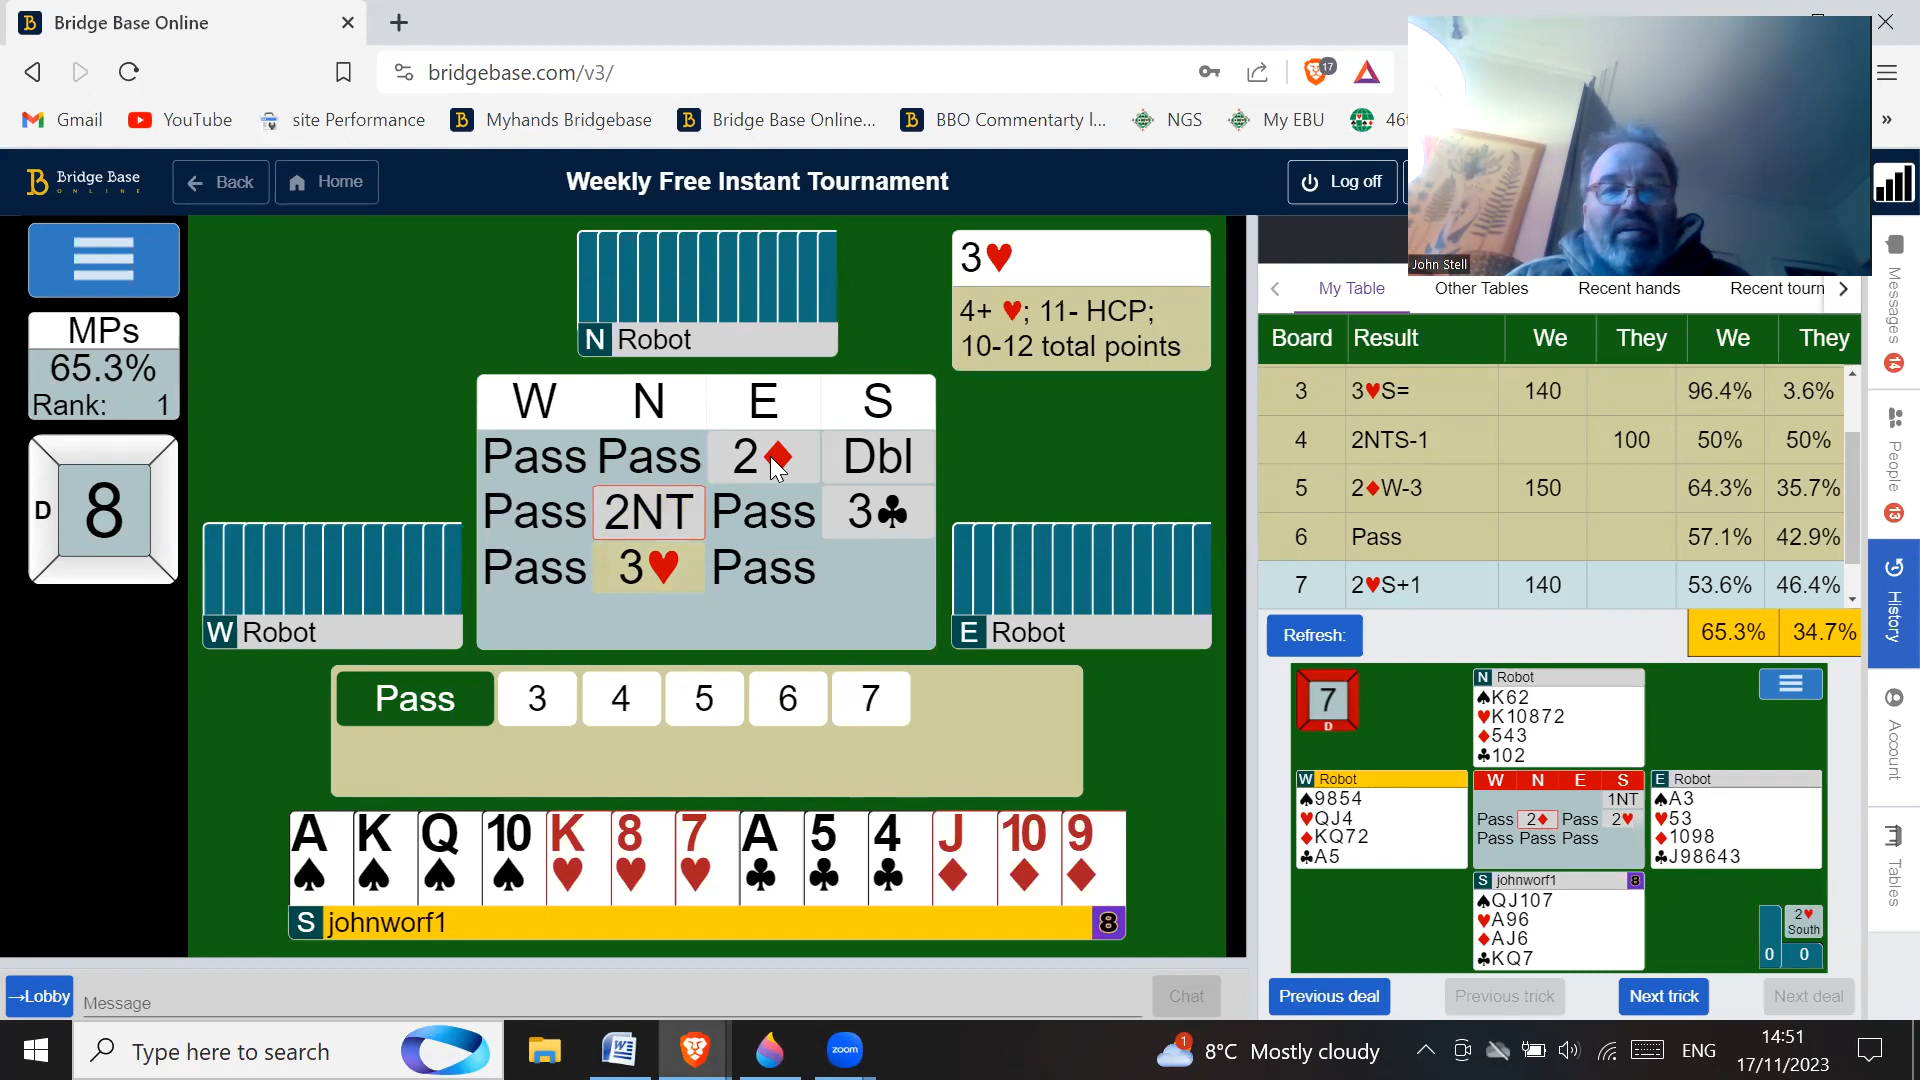 Bridge Base Online
bridgebase.com/v3/
17
Gmail
YouTube
site Performance
Myhands Bridgebase
Bridge Base Online...
BBO Commentarty l...
NGS
My EBU
46t
»
Bridge Base
ONLINE
Back
Home
Weekly Free Instant Tournament
Log off
John Stell
MPs
65.3%
Rank: 1
D 8
N Robot
3♥
4+ ♥; 11- HCP;
10-12 total points
W N E S
Pass Pass 2♦ Dbl
Pass 2NT Pass 3♣
Pass 3♥ Pass
W Robot
E Robot
Pass 3 4 5 6 7
A K Q 10 K 8 7 A 5 4 J 10 9
♠ ♠ ♠ ♠ ♥ ♥ ♥ ♣ ♣ ♣ ♦ ♦ ♦
S johnworf1 8
→Lobby
Message
Chat
My Table
Other Tables
Recent hands
Recent tourn
Board Result We They We They
3 3♥S= 140 96.4% 3.6%
4 2NTS-1 100 50% 50%
5 2♦W-3 150 64.3% 35.7%
6 Pass 57.1% 42.9%
7 2♥S+1 140 53.6% 46.4%
Refresh:
65.3% 34.7%
7
D
N Robot
♠K62
♥K10872
♦543
♣102
W Robot
♠9854
♥QJ4
♦KQ72
♣A5
W N E S
1NT
Pass 2♦ Pass 2♥
Pass Pass Pass
E Robot
♠A3
♥53
♦1098
♣J98643
S johnworf1 8
♠QJ107
♥A96
♦AJ6
♣KQ7
2♥
South
0 0
Previous deal
Previous trick
Next trick
Next deal
Messages
14
People
13
History
Account
Tables
Type here to search
zoom
1
8°C Mostly cloudy
ENG
14:51
17/11/2023